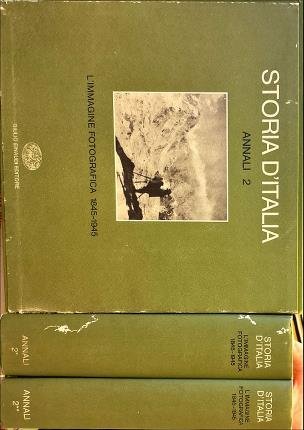 STORIA D'ITALIA
ANNALI 2
L'IMMAGINE FOTOGRAFICA 1845-1945
GIULIO EINAUDI EDITORE
STORIA
D'ITALIA
L'IMMAGINE
FOTOGRAFICA
1845-1945
ANNALI
2*
STORIA
D'ITALIA
L'IMMAGINE
FOTOGRAFICA
1845-1945
ANNALI
2**